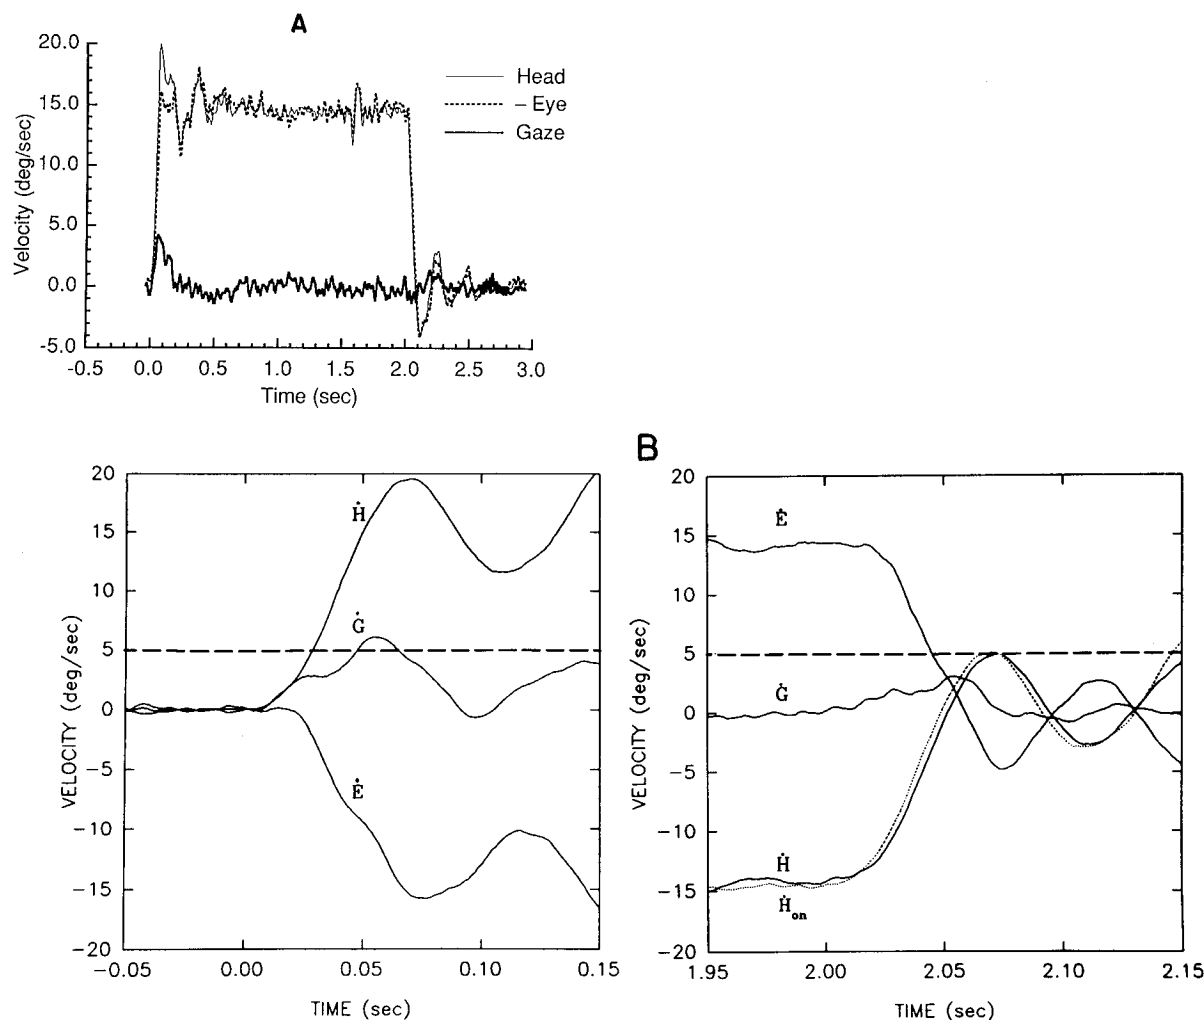 A
Velocity (deg/sec)
20.0
15.0
10.0
5.0
0.0
-5.0
-0.5 0.0 0.5 1.0 1.5 2.0 2.5 3.0
Time (sec)
Head
– Eye
Gaze
B
VELOCITY (deg/sec)
20
15
10
5
0
−5
−10
−15
−20
−0.05 0.00 0.05 0.10 0.15
TIME (sec)
Ḣ
Ġ
Ė
VELOCITY (deg/sec)
20
15
10
5
0
−5
−10
−15
−20
1.95 2.00 2.05 2.10 2.15
TIME (sec)
Ė
Ġ
Ḣ
Ḣon